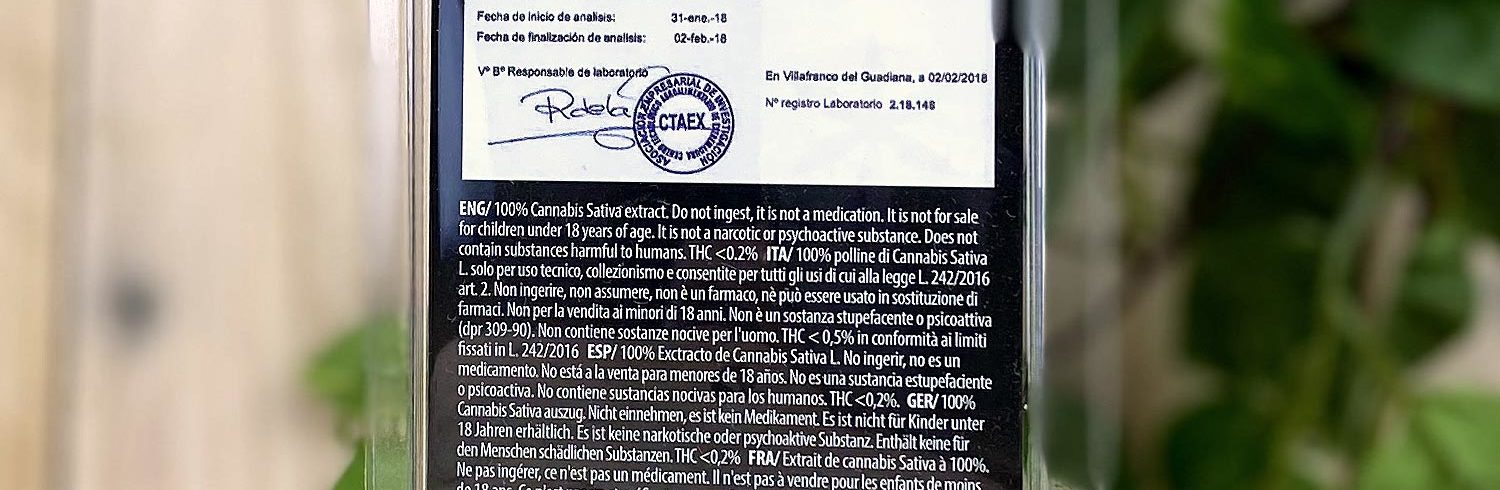 Fecha de inicio de analisis: 31-ene.-18
Fecha de finalización de analisis: 02-feb.-18
Vº Bº Responsable de laboratorio
En Villafranco del Guadiana, a 02/02/2018
Nº registro Laboratorio 2.18.148
ASOCIACIÓN EMPRESARIAL DE INVESTIGACIÓN
CTAEX
ENG/ 100% Cannabis Sativa extract. Do not ingest, it is not a medication. It is not for sale
for children under 18 years of age. It is not a narcotic or psychoactive substance. Does not
contain substances harmful to humans. THC <0.2% ITA/ 100% polline di Cannabis Sativa
L. solo per uso tecnico, collezionismo e consentite per tutti gli usi di cui alla legge L. 242/2016
art. 2. Non ingerire, non assumere, non è un farmaco, nè può essere usato in sostituzione di
farmaci. Non per la vendita ai minori di 18 anni. Non è un sostanza stupefacente o psicoattiva
(dpr 309-90). Non contiene sostanze nocive per l'uomo. THC < 0,5% in conformità ai limiti
fissati in L. 242/2016 ESP/ 100% Exctracto de Cannabis Sativa L. No ingerir, no es un
medicamento. No está a la venta para menores de 18 años. No es una sustancia estupefaciente
o psicoactiva. No contiene sustancias nocivas para los humanos. THC <0,2%. GER/ 100%
Cannabis Sativa auszug. Nicht einnehmen, es ist kein Medikament. Es ist nicht für Kinder unter
18 Jahren erhältlich. Es ist keine narkotische oder psychoaktive Substanz. Enthält keine für
den Menschen schädlichen Substanzen. THC <0,2% FRA/ Extrait de cannabis Sativa à 100%.
Ne pas ingérer, ce n'est pas un médicament. Il n'est pas à vendre pour les enfants de moins